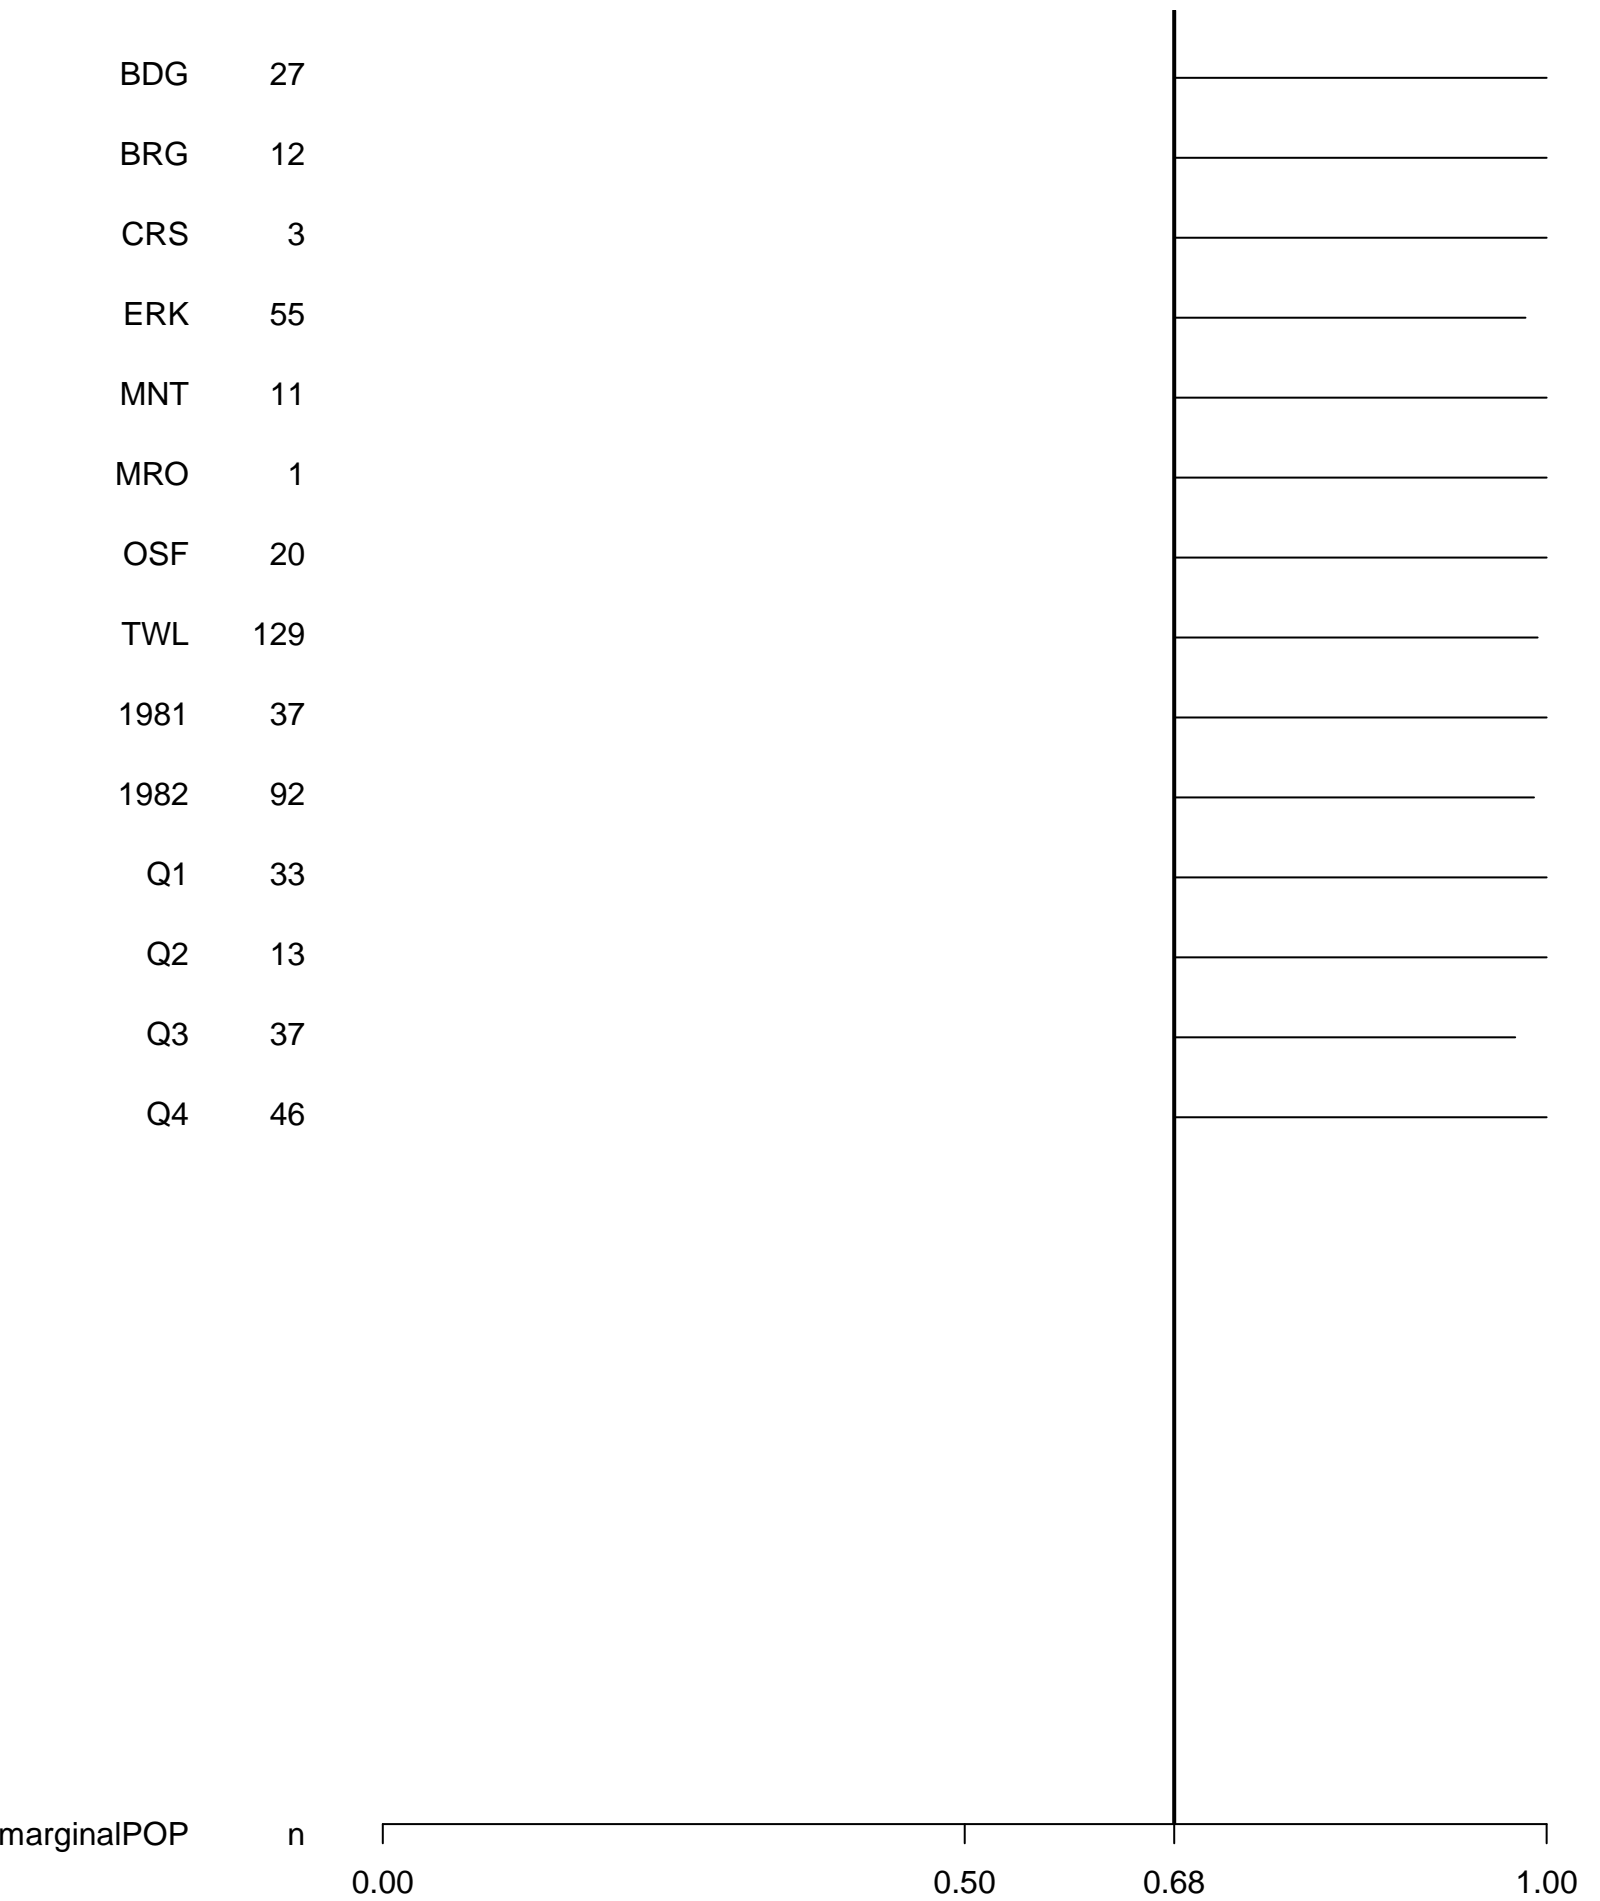 BDG 27
BRG 12
CRS 3
ERK 55
MNT 11
MRO 1
OSF 20
TWL 129
1981 37
1982 92
Q1 33
Q2 13
Q3 37
Q4 46
marginalPOP n
0.00 0.50 0.68 1.00